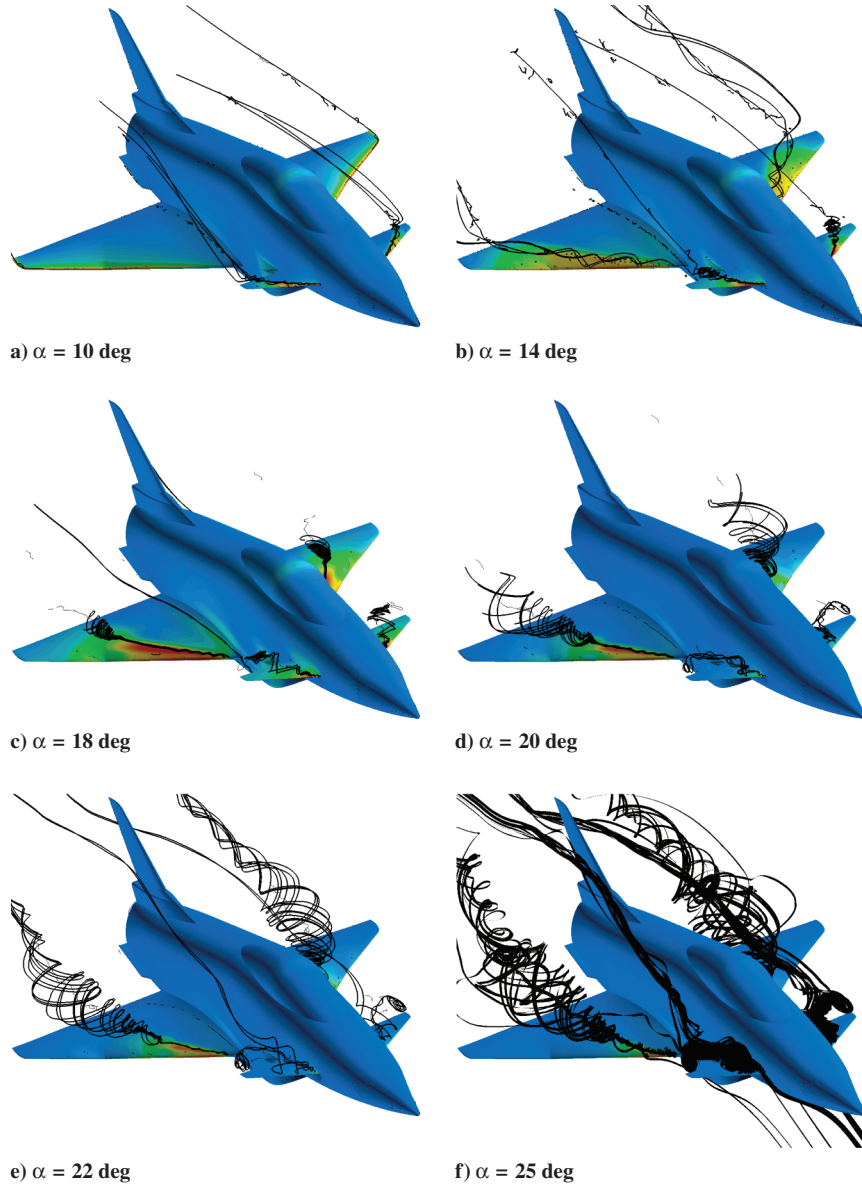 a) α = 10 deg
b) α = 14 deg
c) α = 18 deg
d) α = 20 deg
e) α = 22 deg
f) α = 25 deg